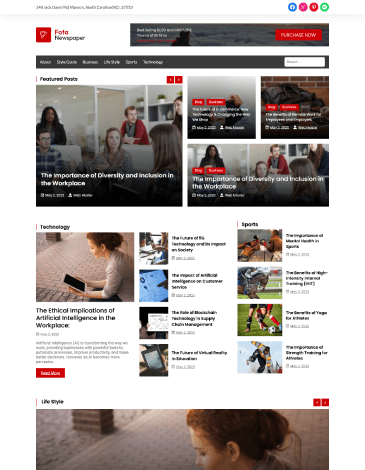 Foto
Newspaper
Best Selling BLOG and MAGAZINE
Theme of All Time
PURCHASE NOW
About Style Guide Business Life Style Sports Technology
Search...
Featured Posts
The Importance of Diversity and Inclusion in
the Workplace
May 2, 2023 Web Master
Blog Business
The Future of E-Commerce: How
Technology is Changing the Way
We Shop
May 2, 2023 Web Master
Blog Business
The Benefits of Remote Work for
Employees and Employers
May 2, 2023 Web Master
Blog Business
The Importance of Diversity and Inclusion in
the Workplace
May 2, 2023 Web Master
Technology
The Ethical Implications of
Artificial Intelligence in the
Workplace:
May 2, 2023
Artificial Intelligence (AI) is transforming the way we
work, providing businesses with powerful tools to
automate processes, improve productivity, and make
better decisions. However, as AI becomes more
pervasive...
Read More
The Future of 5G
Technology and Its Impact
on Society
May 2, 2023
The Impact of Artificial
Intelligence on Customer
Service
May 2, 2023
The Role of Blockchain
Technology in Supply
Chain Management
May 2, 2023
The Future of Virtual Reality
in Education
May 2, 2023
Sports
The Importance of
Mental Health in
Sports
May 2, 2023
The Benefits of High-
Intensity Interval
Training (HIIT)
May 2, 2023
The Benefits of Yoga
for Athletes
May 2, 2023
The Importance of
Strength Training for
Athletes
May 2, 2023
Life Style